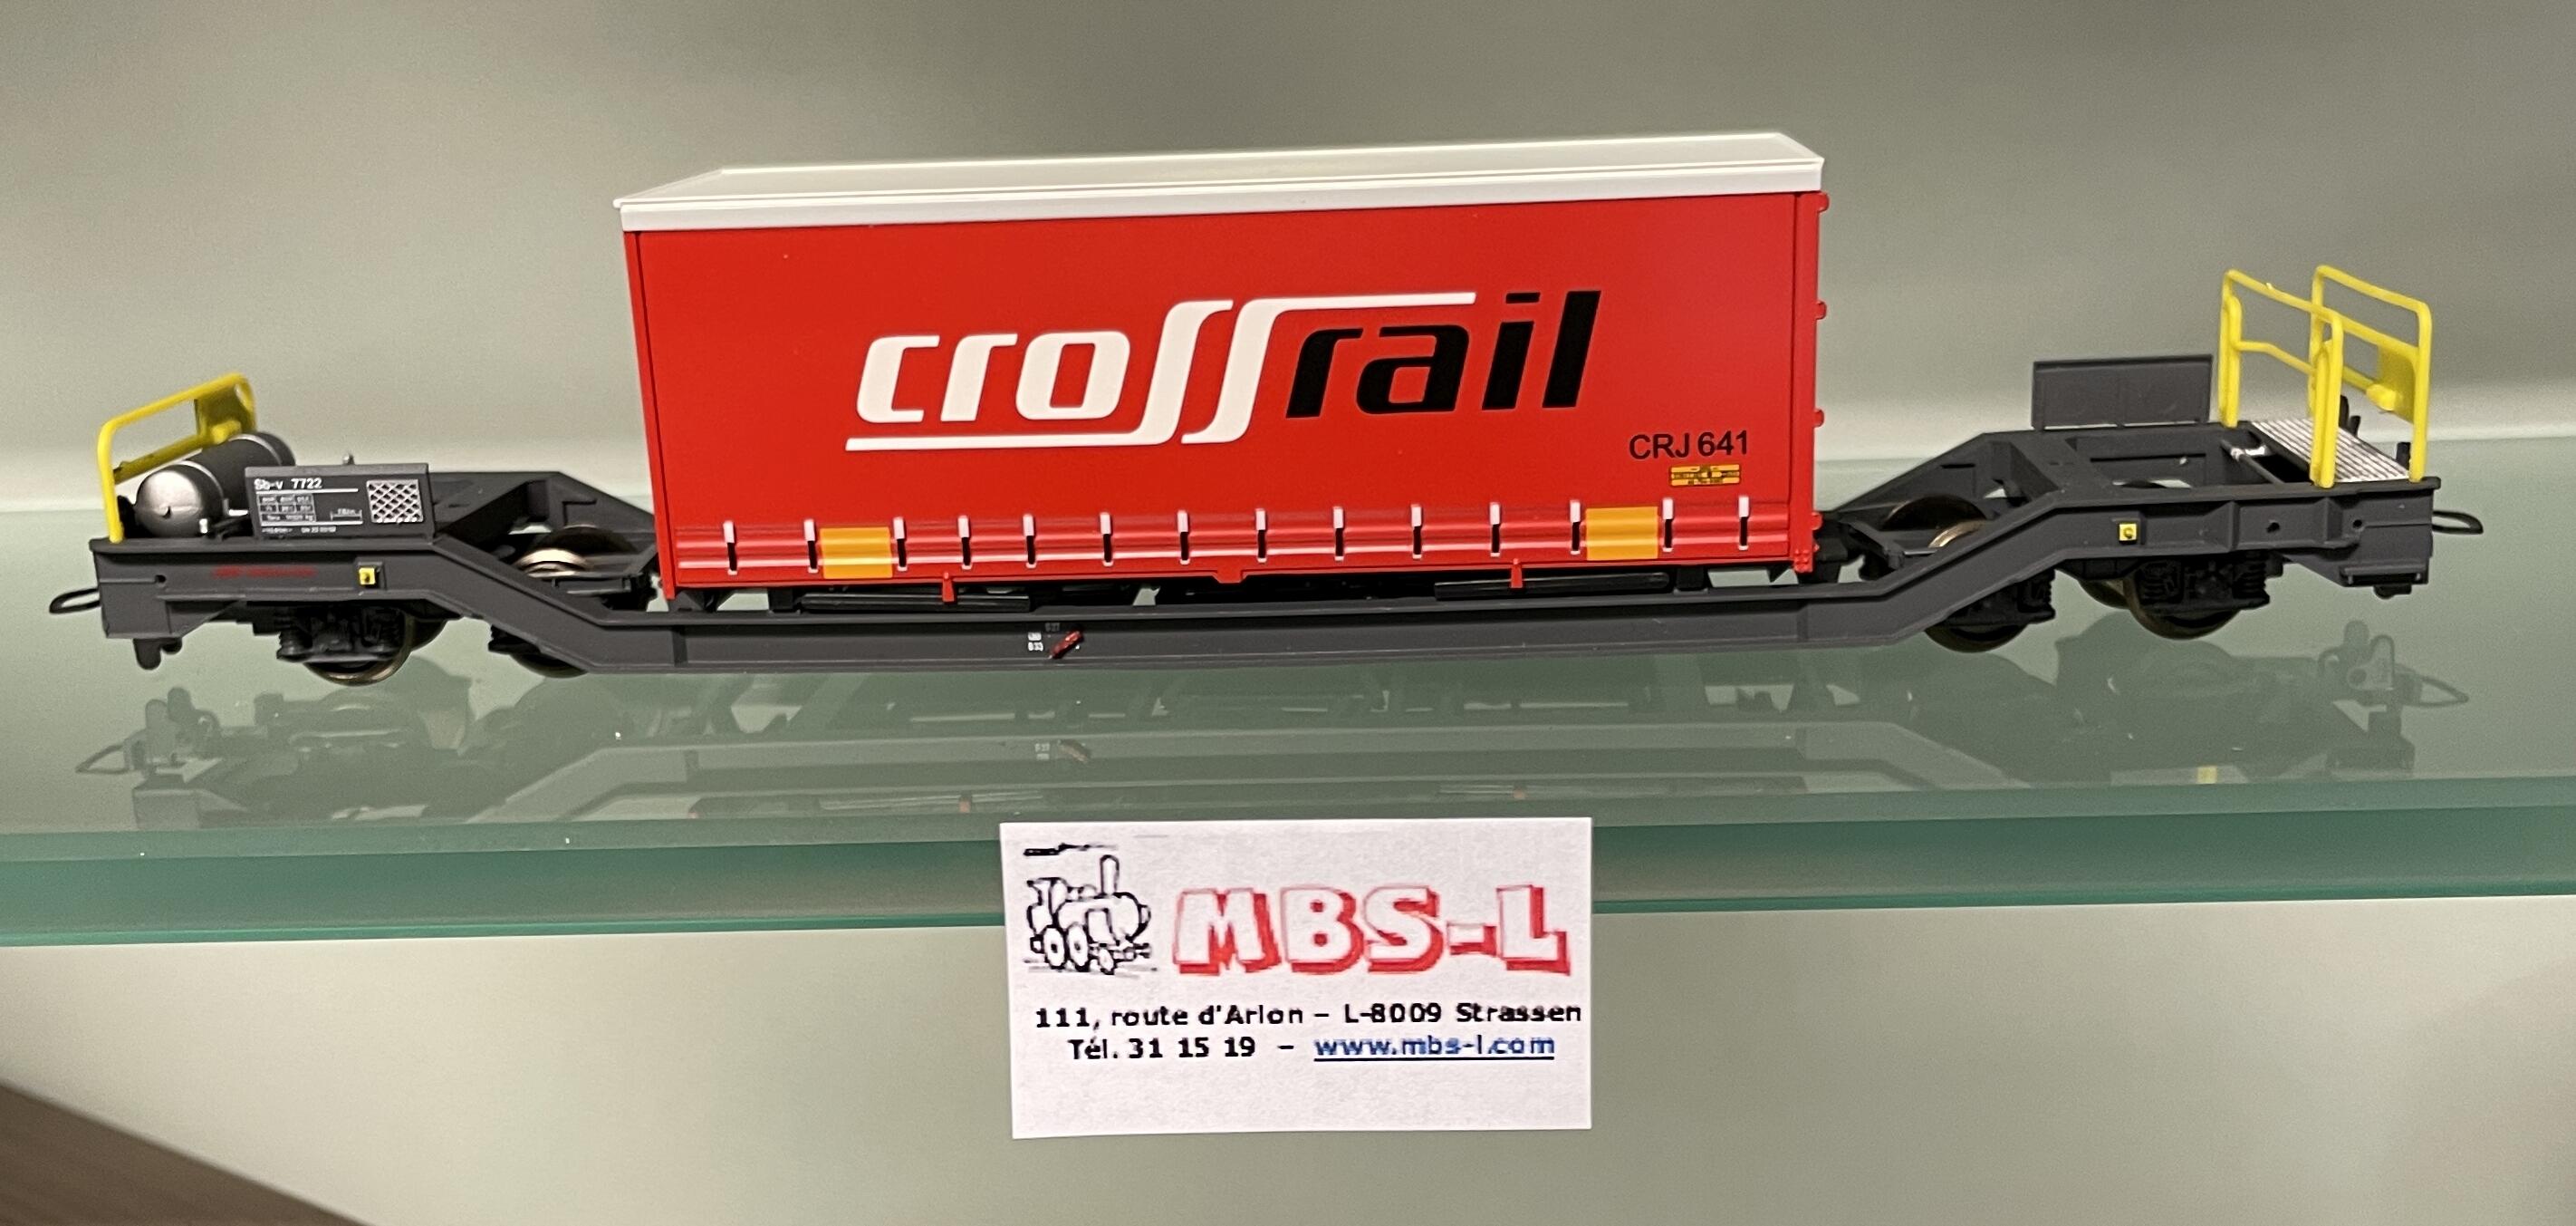 crossrail
CRJ 641
Sb-v 7722
MBS-L
111, route d'Arlon – L-8009 Strassen
Tél. 31 15 19 – www.mbs-l.com